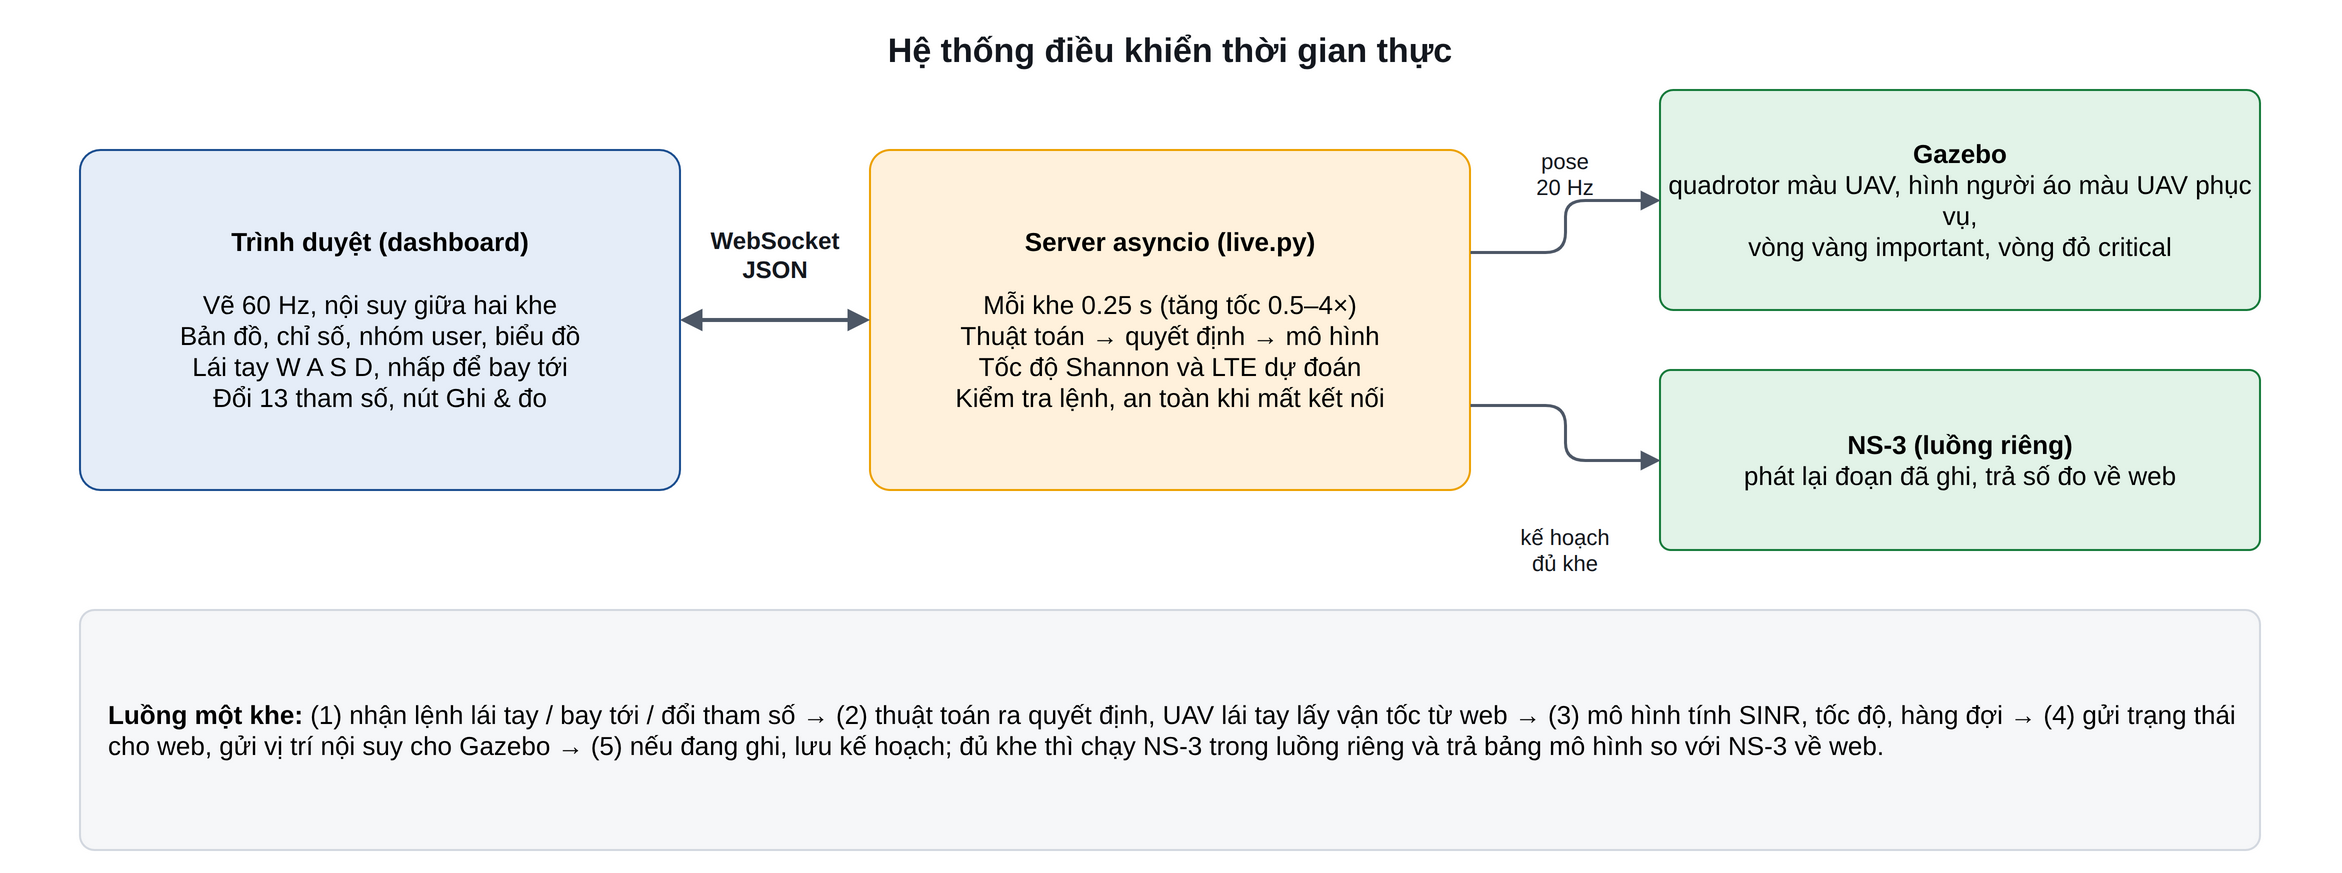 Hệ thống điều khiển thời gian thực
Trình duyệt (dashboard)
Vẽ 60 Hz, nội suy giữa hai khe
Bản đồ, chỉ số, nhóm user, biểu đồ
Lái tay W A S D, nhấp để bay tới
Đổi 13 tham số, nút Ghi & đo
WebSocket
JSON
Server asyncio (live.py)
Mỗi khe 0.25 s (tăng tốc 0.5–4×)
Thuật toán → quyết định → mô hình
Tốc độ Shannon và LTE dự đoán
Kiểm tra lệnh, an toàn khi mất kết nối
pose
20 Hz
Gazebo
quadrotor màu UAV, hình người áo màu UAV phục
vụ,
vòng vàng important, vòng đỏ critical
NS-3 (luồng riêng)
phát lại đoạn đã ghi, trả số đo về web
kế hoạch
đủ khe
Luồng một khe: (1) nhận lệnh lái tay / bay tới / đổi tham số → (2) thuật toán ra quyết định, UAV lái tay lấy vận tốc từ web → (3) mô hình tính SINR, tốc độ, hàng đợi → (4) gửi trạng thái
cho web, gửi vị trí nội suy cho Gazebo → (5) nếu đang ghi, lưu kế hoạch; đủ khe thì chạy NS-3 trong luồng riêng và trả bảng mô hình so với NS-3 về web.